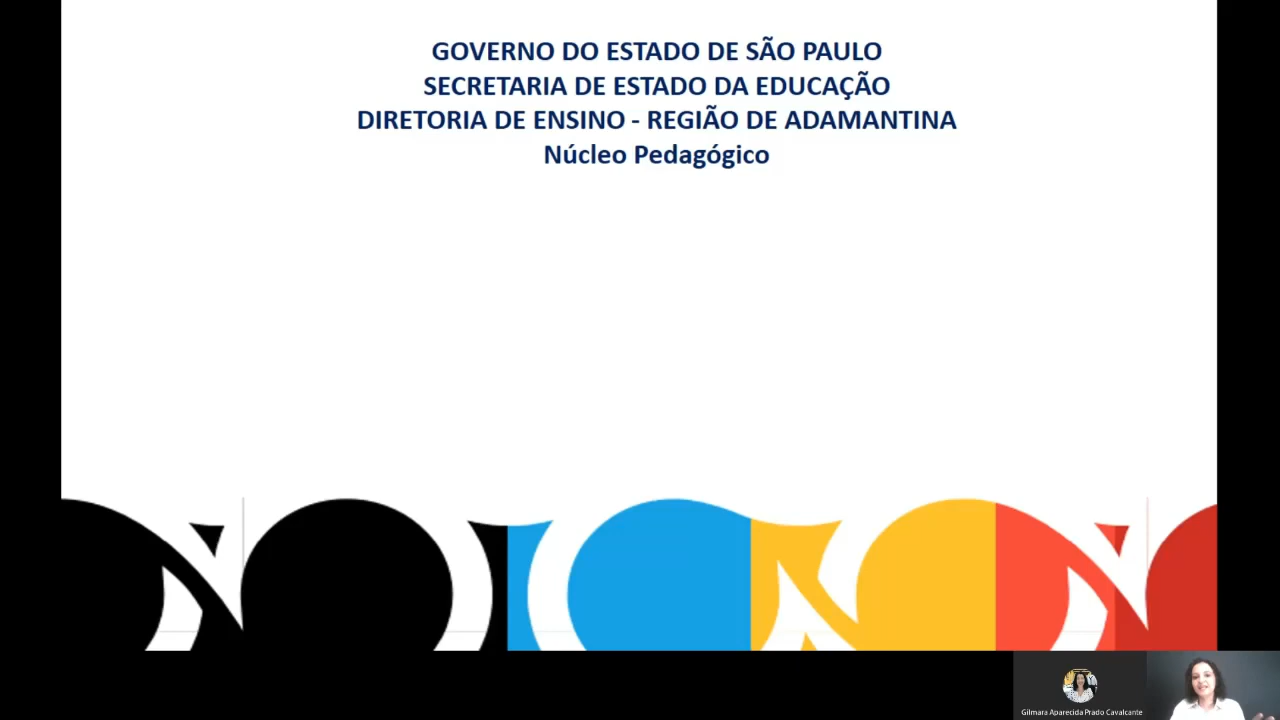 GOVERNO DO ESTADO DE SÃO PAULO
SECRETARIA DE ESTADO DA EDUCAÇÃO
DIRETORIA DE ENSINO - REGIÃO DE ADAMANTINA
Núcleo Pedagógico
Gilmara Aparecida Prado Cavalcante